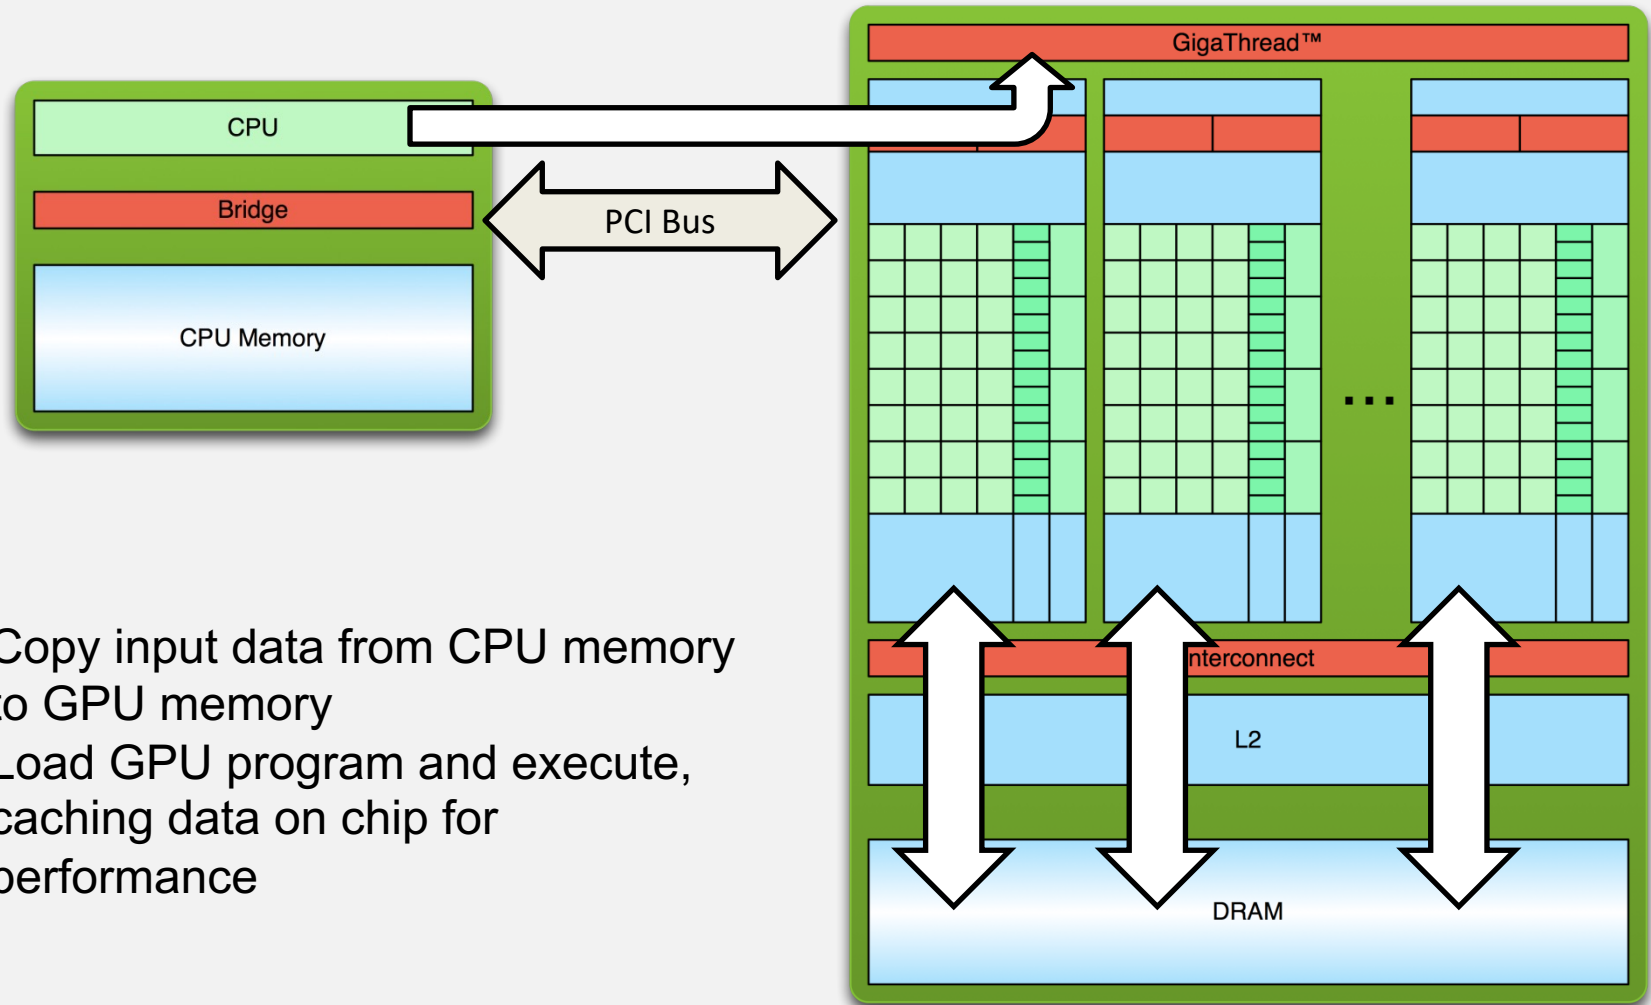 GigaThread™
CPU
Bridge
PCI Bus
CPU Memory
...
Copy input data from CPU memory
to GPU memory
Load GPU program and execute,
caching data on chip for
performance
nterconnect
L2
DRAM